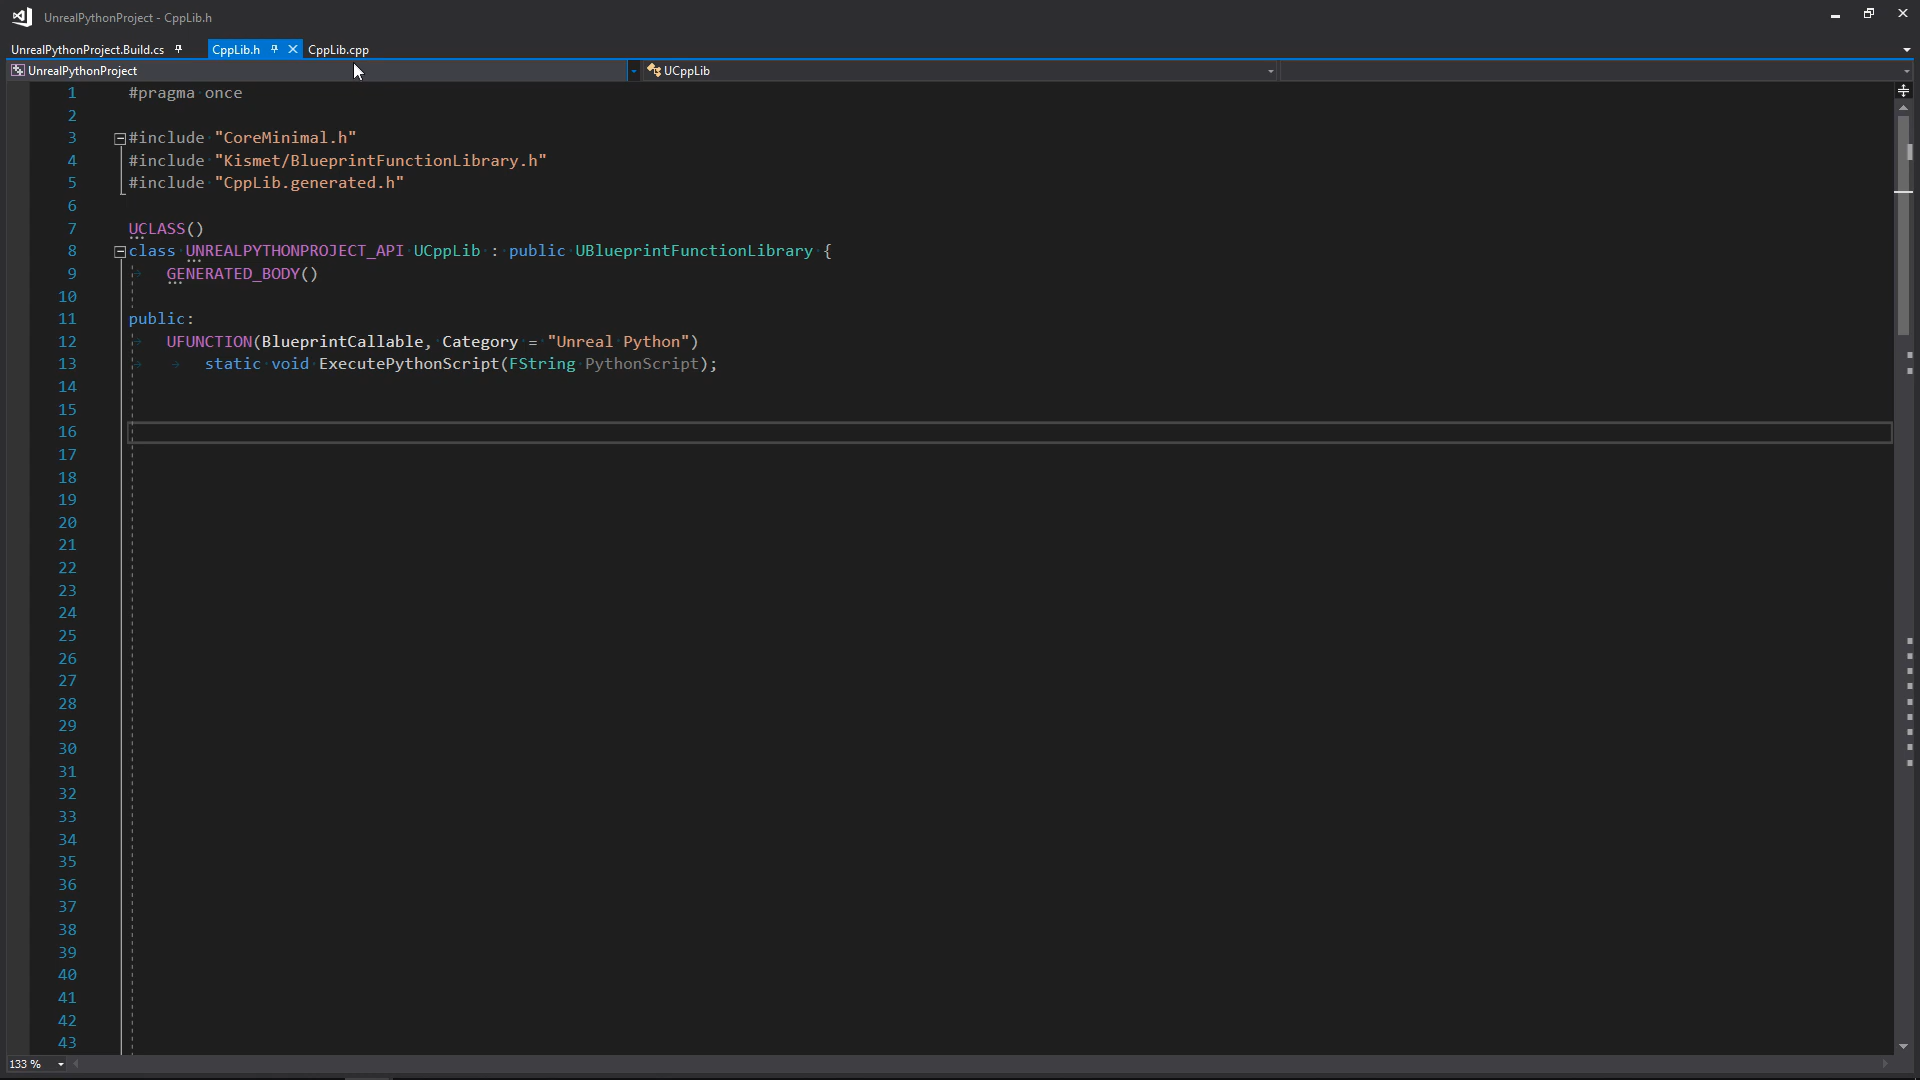 UnrealPythonProject - CppLib.h
UnrealPythonProject.Build.cs CppLib.h CppLib.cpp
UnrealPythonProject UCppLib
1 #pragma once
2
3 #include "CoreMinimal.h"
4 #include "Kismet/BlueprintFunctionLibrary.h"
5 #include "CppLib.generated.h"
6
7 UCLASS()
8 class UNREALPYTHONPROJECT_API UCppLib : public UBlueprintFunctionLibrary {
9 GENERATED_BODY()
10
11 public:
12 UFUNCTION(BlueprintCallable, Category = "Unreal Python")
13 static void ExecutePythonScript(FString PythonScript);
14
15
16
17
18
19
20
21
22
23
24
25
26
27
28
29
30
31
32
33
34
35
36
37
38
39
40
41
42
43
133 %